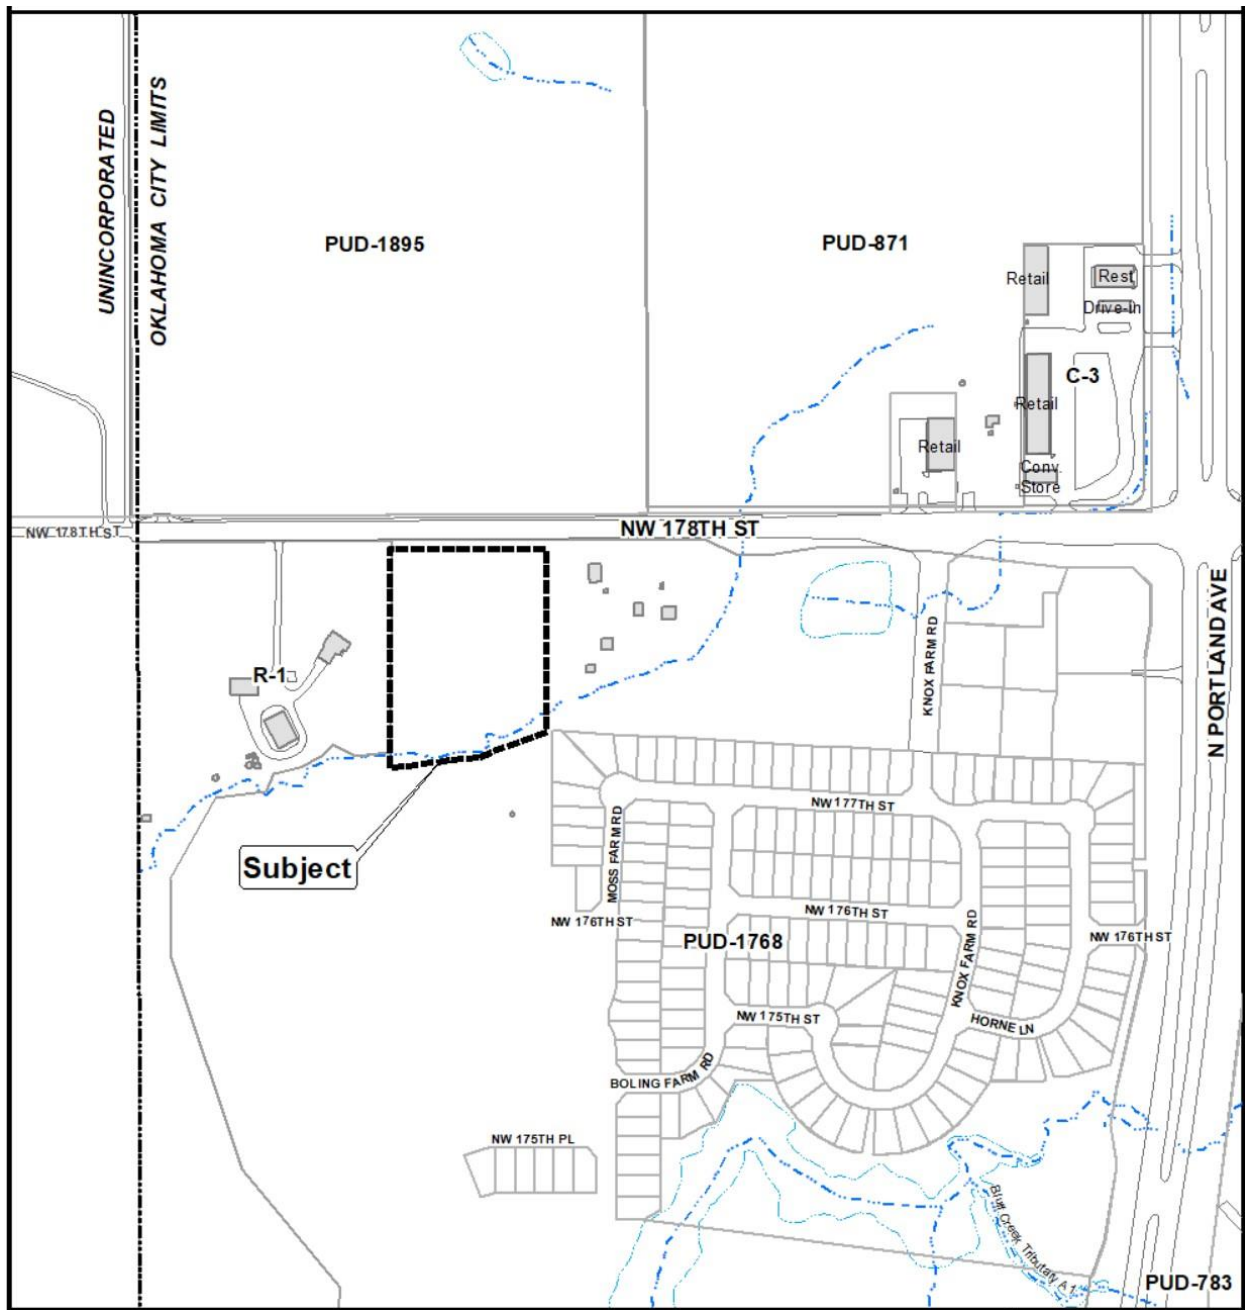 UNINCORPORATED
OKLAHOMA CITY LIMITS
PUD-1895
PUD-871
Retail
Rest
Drive-in
C-3
Retail
Retail
Conv
Store
NW 178TH ST
NW 178TH ST
N PORTLAND AVE
KNOX FARM RD
R-1
Subject
NW 177TH ST
MOSS FARM RD
NW 176TH ST
NW 176TH ST
NW 176TH ST
PUD-1768
KNOX FARM RD
NW 175TH ST
HORNE LN
BOLING FARM RD
NW 175TH PL
Bluff Creek Tributary A 1
PUD-783